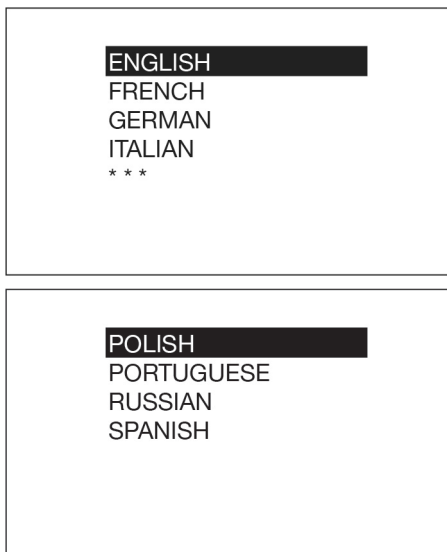 ENGLISH
FRENCH
GERMAN
ITALIAN
* * *
POLISH
PORTUGUESE
RUSSIAN
SPANISH